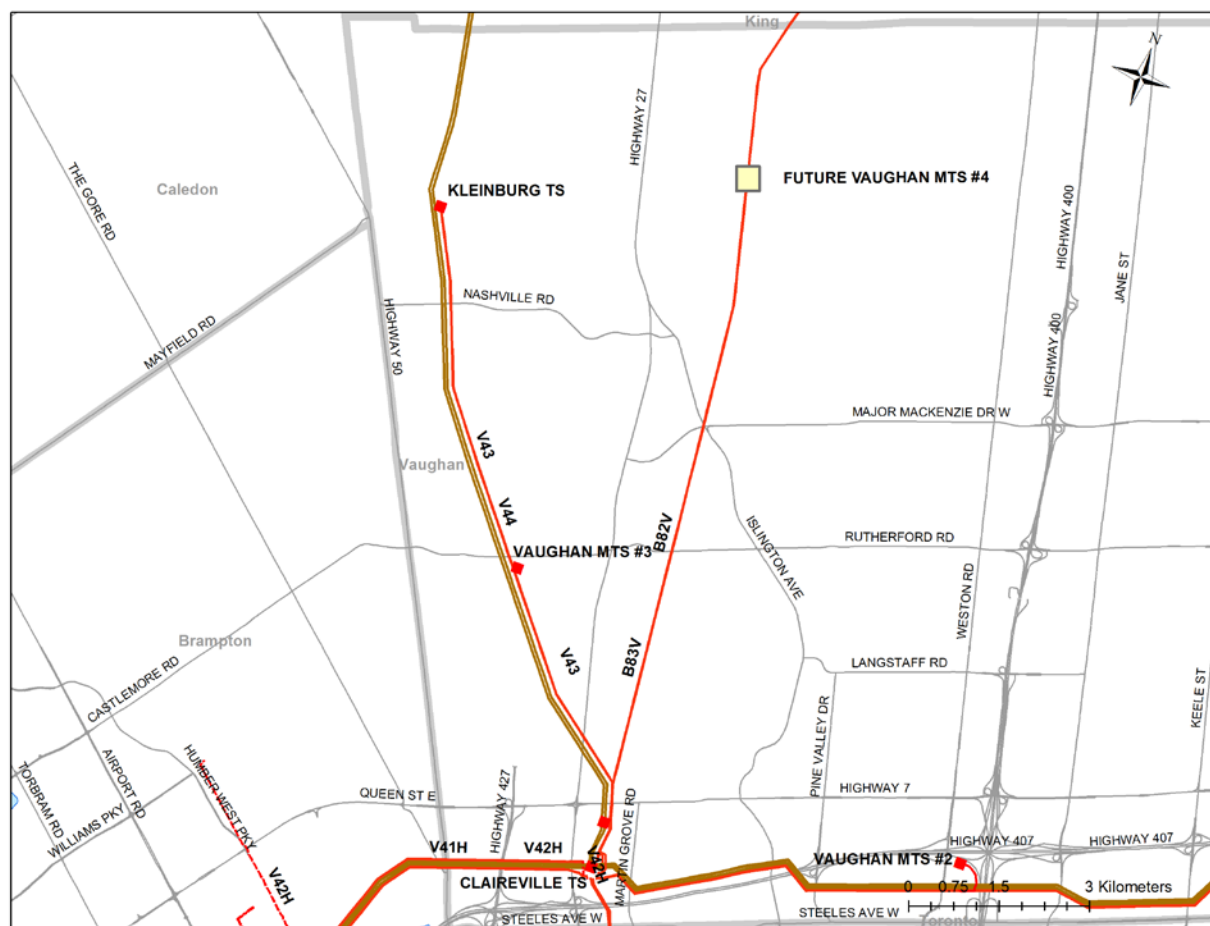 King
N
HIGHWAY 27
THE GORE RD
Caledon
KLEINBURG TS
FUTURE VAUGHAN MTS #4
HIGHWAY 400
JANE ST
NASHVILLE RD
HIGHWAY 50
MAYFIELD RD
HIGHWAY 400
MAJOR MACKENZIE DR W
V43
Vaughan
V44
B82V
ISLINGTON AVE
RUTHERFORD RD
VAUGHAN MTS #3
WESTON RD
Brampton
V43
B83V
LANGSTAFF RD
CASTLEMORE RD
PINE VALLEY DR
KEELE ST
AIRPORT RD
HUMBER WEST PKY
TORBRAM RD
WILLIAMS PKY
QUEEN ST E
HIGHWAY 427
MARTIN GROVE RD
HIGHWAY 7
HIGHWAY 407
HIGHWAY 407
V41H
V42H
V42H
VAUGHAN MTS #2
V42H
CLAIREVILLE TS
0 0.75 1.5 3 Kilometers
STEELES AVE W
STEELES AVE W
Toronto